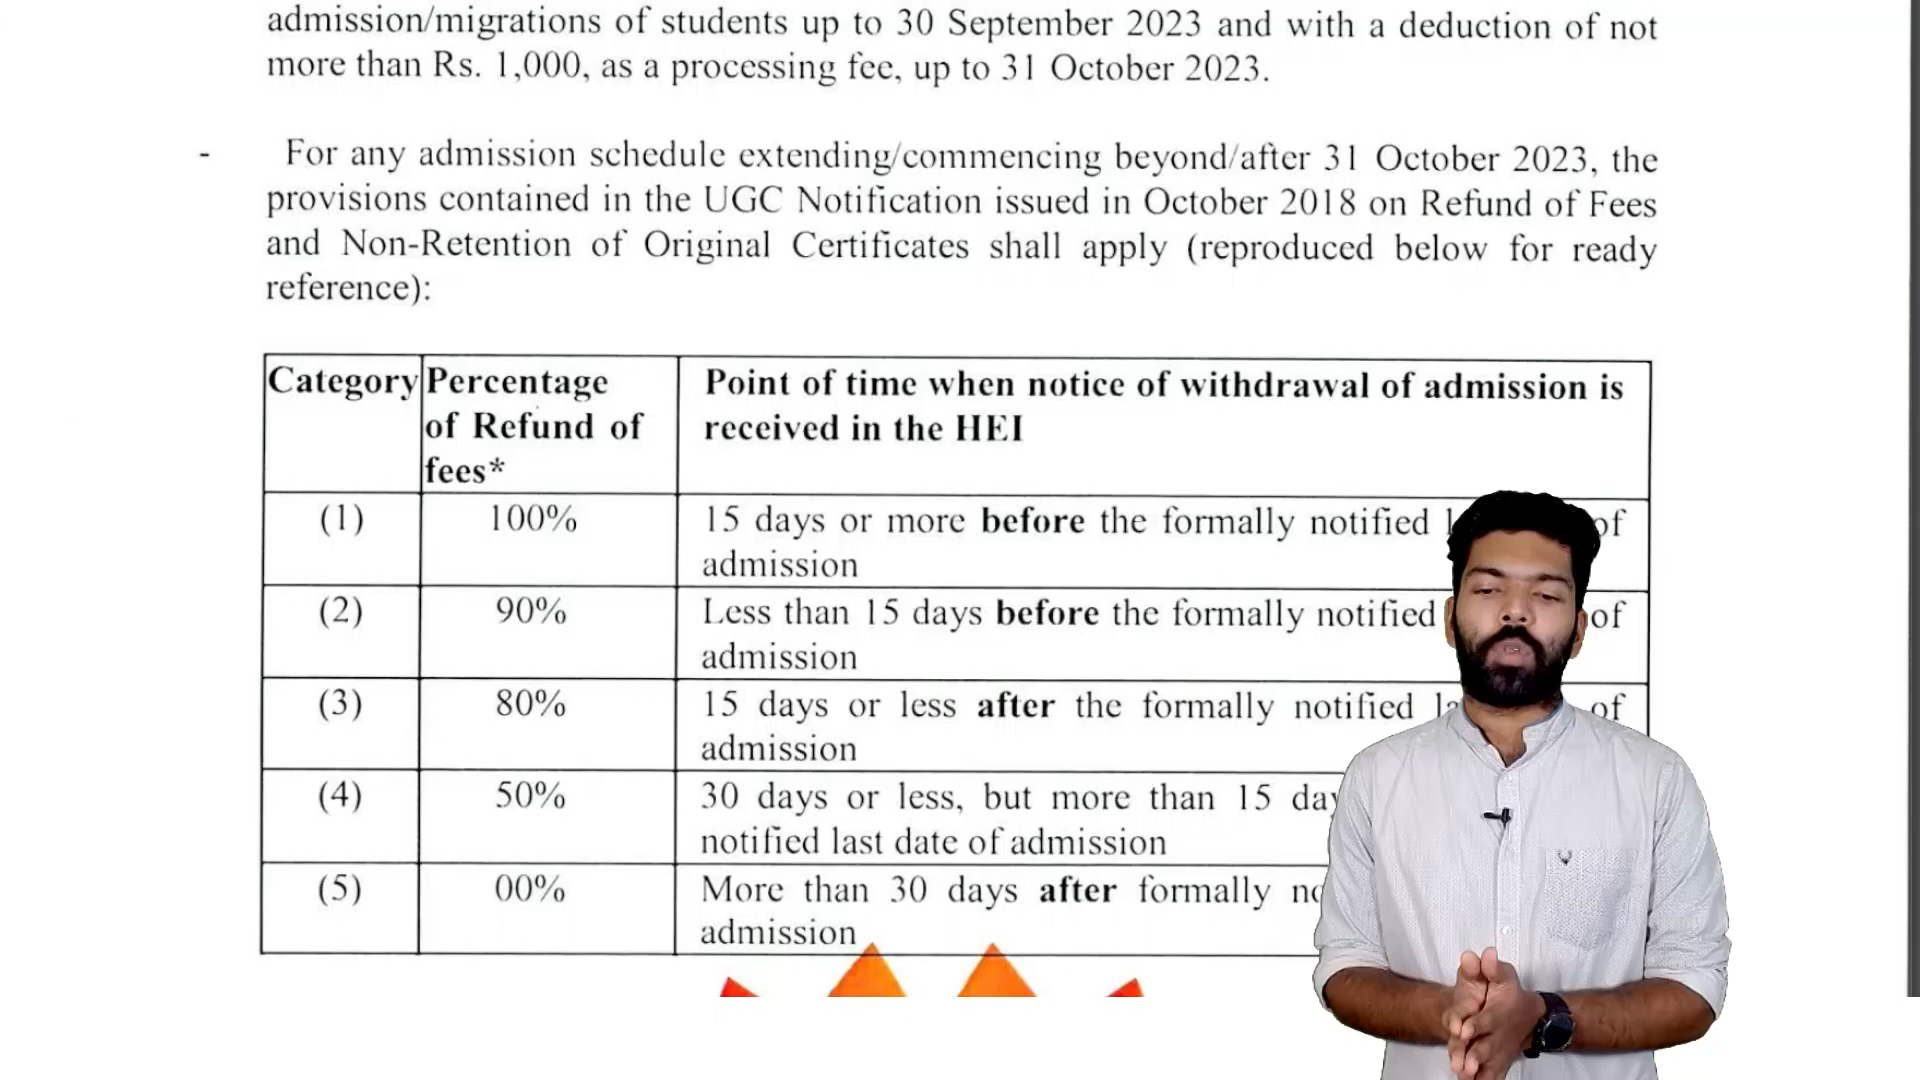 admission/migrations of students up to 30 September 2023 and with a deduction of not
more than Rs. 1,000, as a processing fee, up to 31 October 2023.
- For any admission schedule extending/commencing beyond/after 31 October 2023, the
provisions contained in the UGC Notification issued in October 2018 on Refund of Fees
and Non-Retention of Original Certificates shall apply (reproduced below for ready
reference):
Category Percentage Point of time when notice of withdrawal of admission is
of Refund of received in the HEI
fees*
(1) 100% 15 days or more before the formally notified of
admission
(2) 90% Less than 15 days before the formally notified of
admission
(3) 80% 15 days or less after the formally notified of
admission
(4) 50% 30 days or less, but more than 15
notified last date of admission
(5) 00% More than 30 days after formally
admission